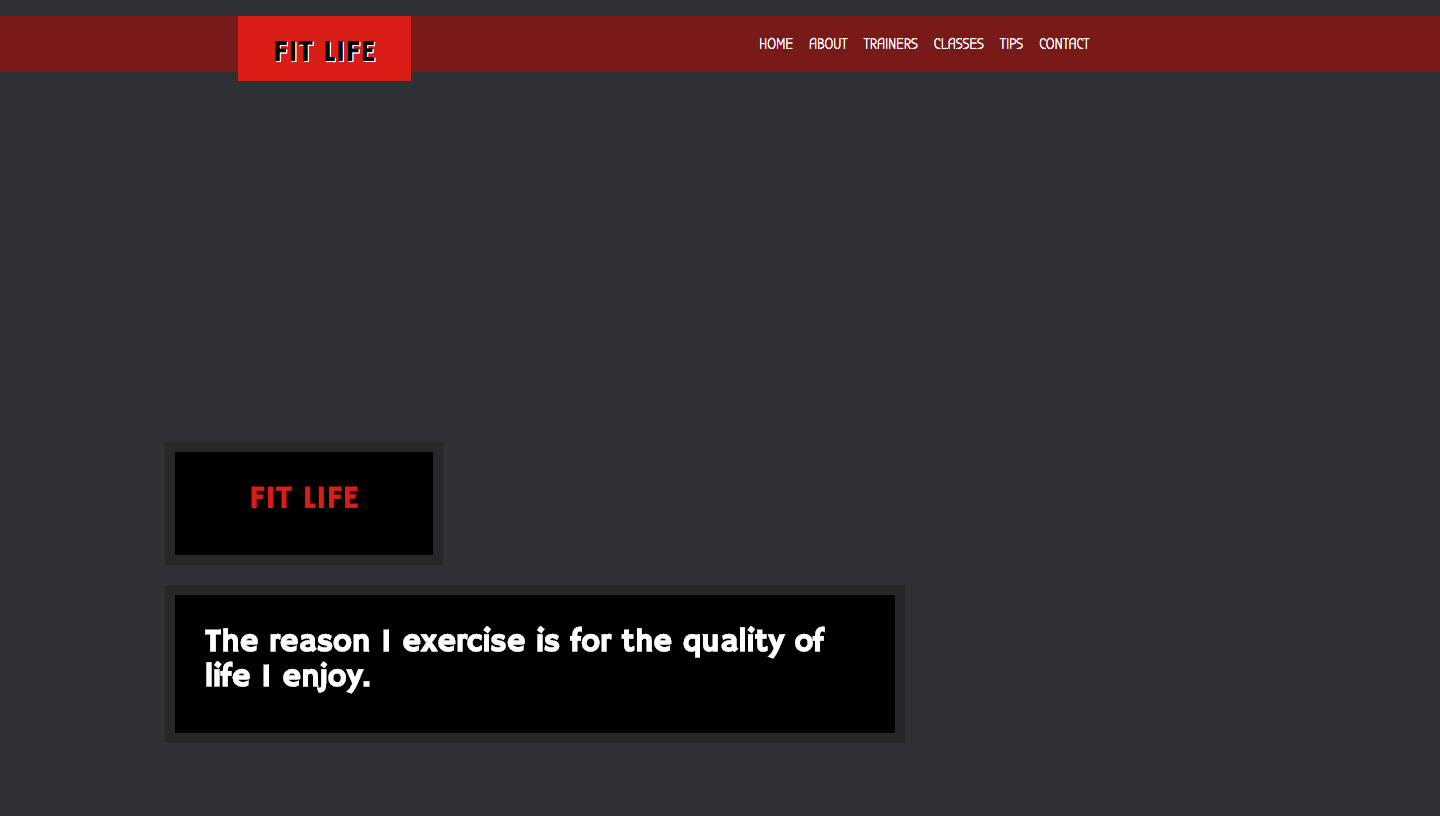 FIT LIFE
HOME ABOUT TRAINERS CLASSES TIPS CONTACT
FIT LIFE
The reason I exercise is for the quality of
life I enjoy.